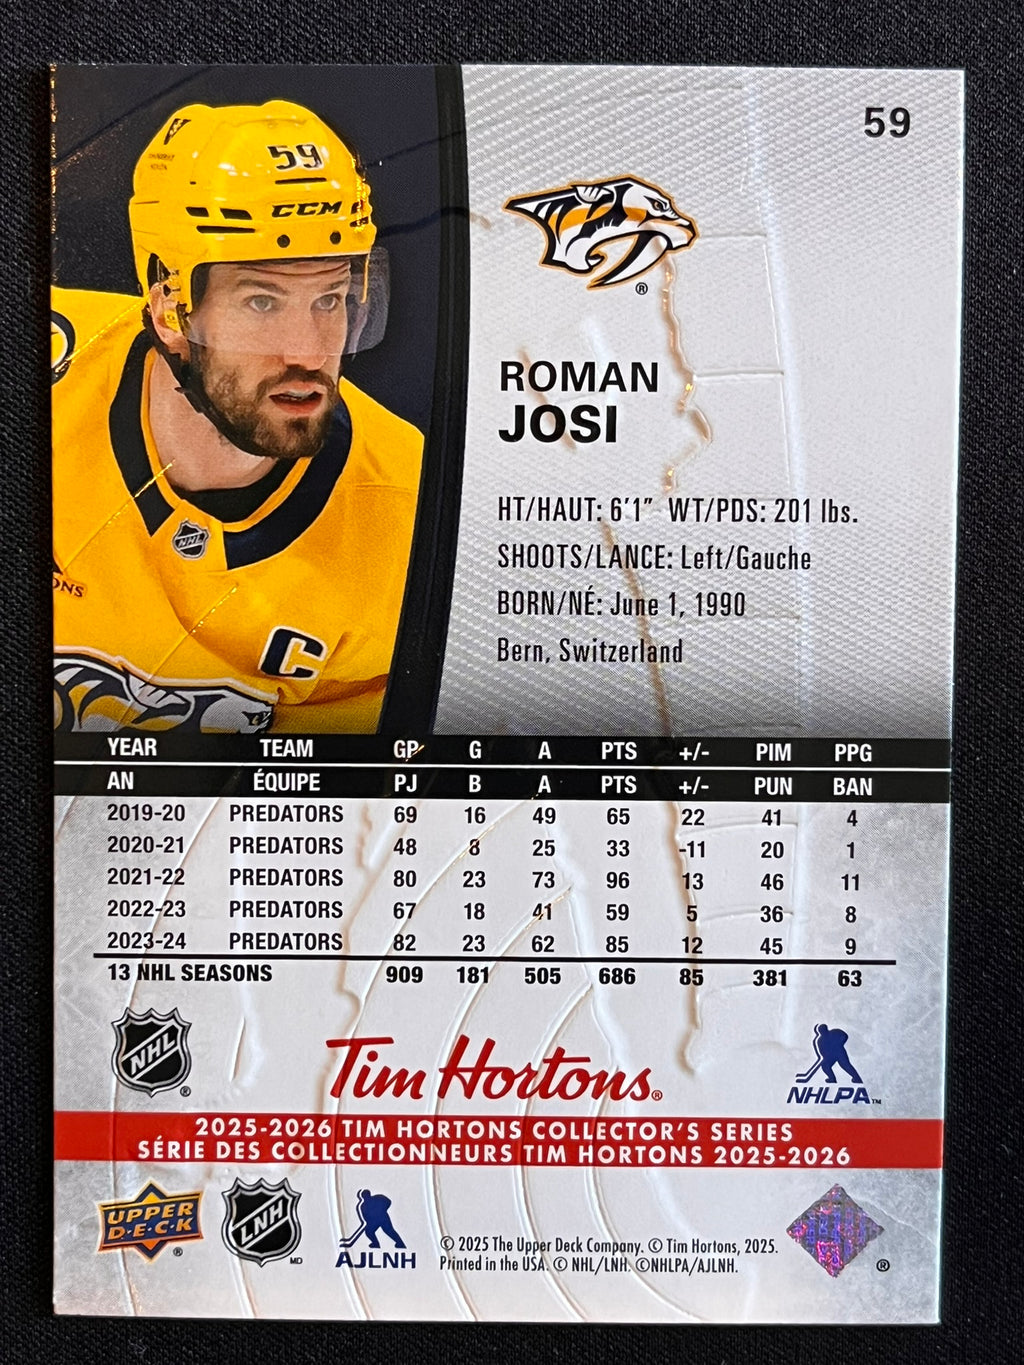 59
59
CCM
ROMAN
JOSI
HT/HAUT: 6'1" WT/PDS: 201 lbs.
SHOOTS/LANCE: Left/Gauche
BORN/NÉ: June 1, 1990
Bern, Switzerland
NHL
C
YEAR TEAM GP G A PTS +/- PIM PPG
AN ÉQUIPE PJ B A PTS +/- PUN BAN
2019-20 PREDATORS 69 16 49 65 22 41 4
2020-21 PREDATORS 48 8 25 33 -11 20 1
2021-22 PREDATORS 80 23 73 96 13 46 11
2022-23 PREDATORS 67 18 41 59 5 36 8
2023-24 PREDATORS 82 23 62 85 12 45 9
13 NHL SEASONS 909 181 505 686 85 381 63
NHL ® Tim Hortons® NHLPA™
2025-2026 TIM HORTONS COLLECTOR'S SERIES
SÉRIE DES COLLECTIONNEURS TIM HORTONS 2025-2026
UPPER
D·E·C·K ®
LNH MD
AJLNH
© 2025 The Upper Deck Company. © Tim Hortons, 2025.
Printed in the USA. © NHL/LNH. ©NHLPA/AJLNH.
®